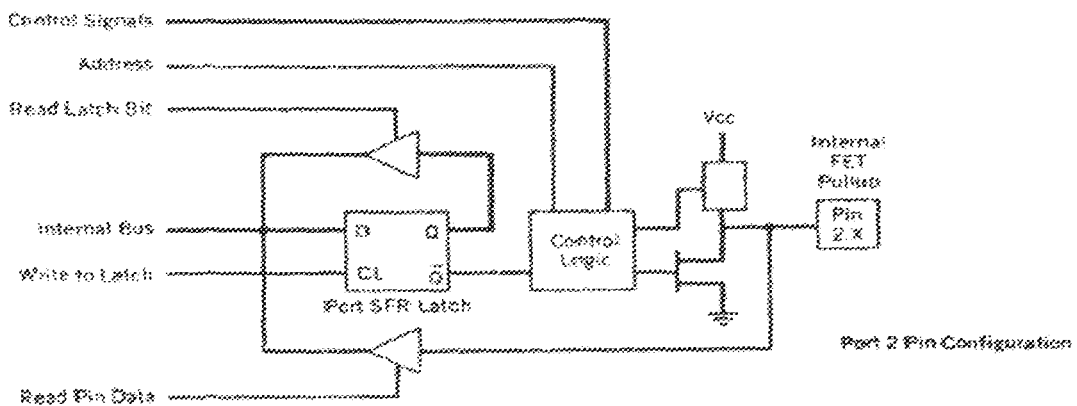 Control Signals
Address
Read Latch Bit
Vcc
Internal
FET
Pullup
Internal Bus
D
Q
Pin
2.X
Control
Logic
Write to Latch
CL
Q̅
Port SFR Latch
Port 2 Pin Configuration
Read Pin Data